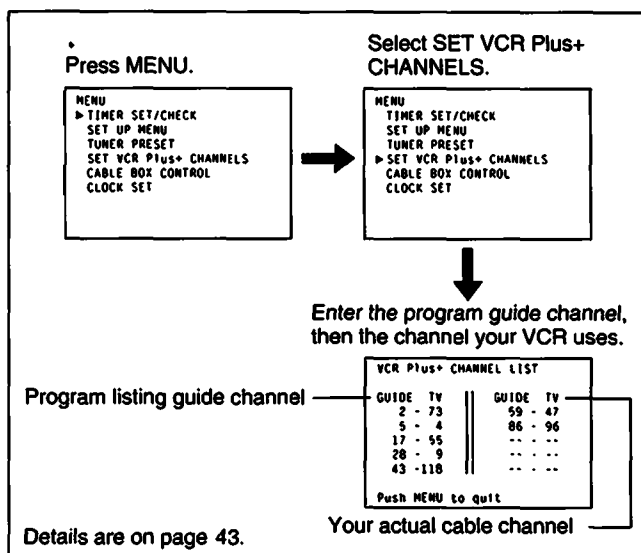 Press MENU.
MENU
▶ TIMER SET/CHECK
SET UP MENU
TUNER PRESET
SET VCR Plus+ CHANNELS
CABLE BOX CONTROL
CLOCK SET
Select SET VCR Plus+
CHANNELS.
MENU
TIMER SET/CHECK
SET UP MENU
TUNER PRESET
▶ SET VCR Plus+ CHANNELS
CABLE BOX CONTROL
CLOCK SET
Enter the program guide channel,
then the channel your VCR uses.
VCR Plus+ CHANNEL LIST
GUIDE TV GUIDE TV
2 - 73 59 - 47
5 - 4 86 - 96
17 - 55 -- - --
28 - 9 -- - --
43 -118 -- - --
Push MENU to quit
Program listing guide channel
Your actual cable channel
Details are on page 43.